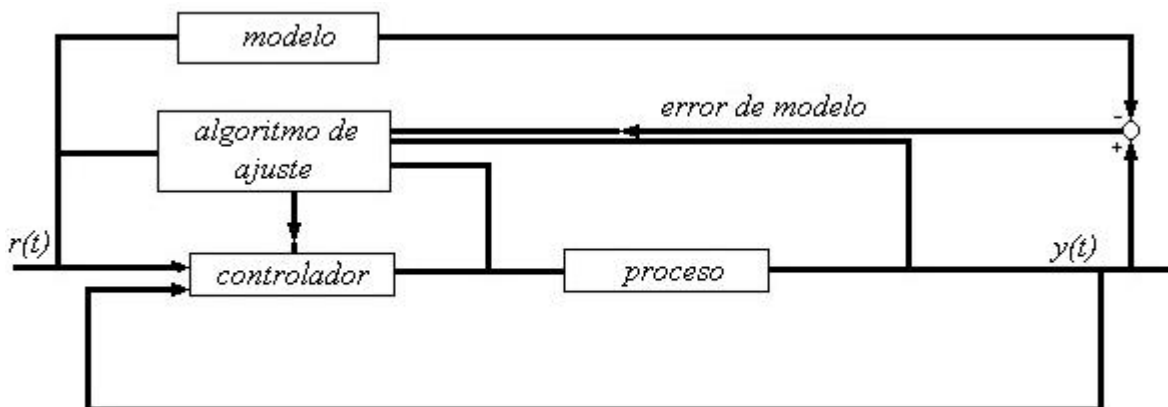 modelo
error de modelo
algoritmo de
ajuste
-
+
r(t)
controlador
proceso
y(t)